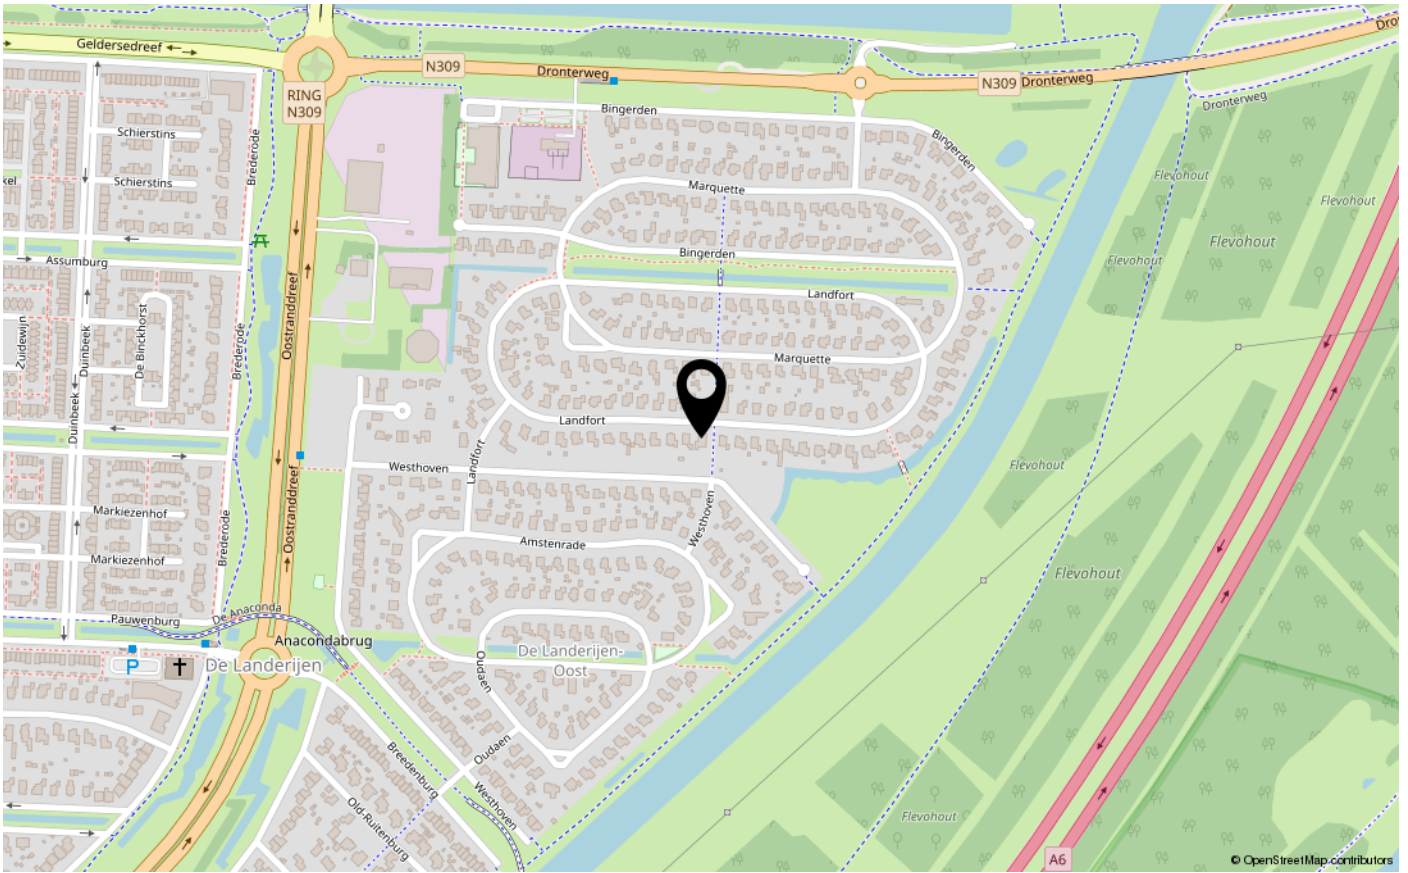 Geldersedreef
N309
Dronterweg
N309
Dronterweg
Dro
Dronterweg
RING
N309
Bingerden
Bingerden
Schierstins
Brederode
Schierstins
kel
Marquette
Flevohout
Flevohout
Flevohout
Flevohout
Assumburg
Bingerden
Landfort
Oostranddreef
Zuidewijn
Duinbeek
De Binckhorst
Brederode
Marquette
Duinbeek
Landfort
Landfort
Westhoven
Flevohout
Oostranddreef
Markiezenhof
Brederode
Westhoven
Amstenrade
Markiezenhof
Flevohout
Pauwenburg
De Anaconda
Anacondabrug
P
De Landerijen
De Landerijen-
Oost
Oudaen
Oudaen
Breedenburg
Westhoven
Old-Ruitenburg
Flevohout
A6
© OpenStreetMap contributors